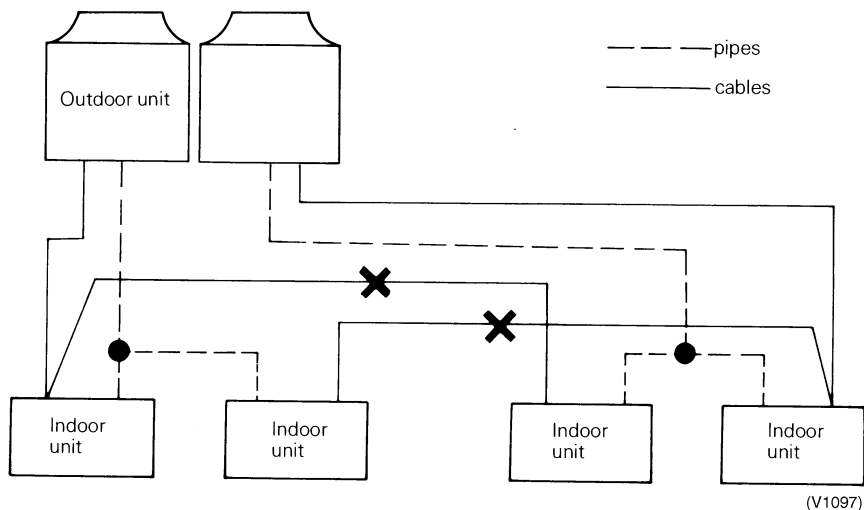 pipes
cables
Outdoor unit
Indoor
unit
Indoor
unit
Indoor
unit
Indoor
unit
(V1097)